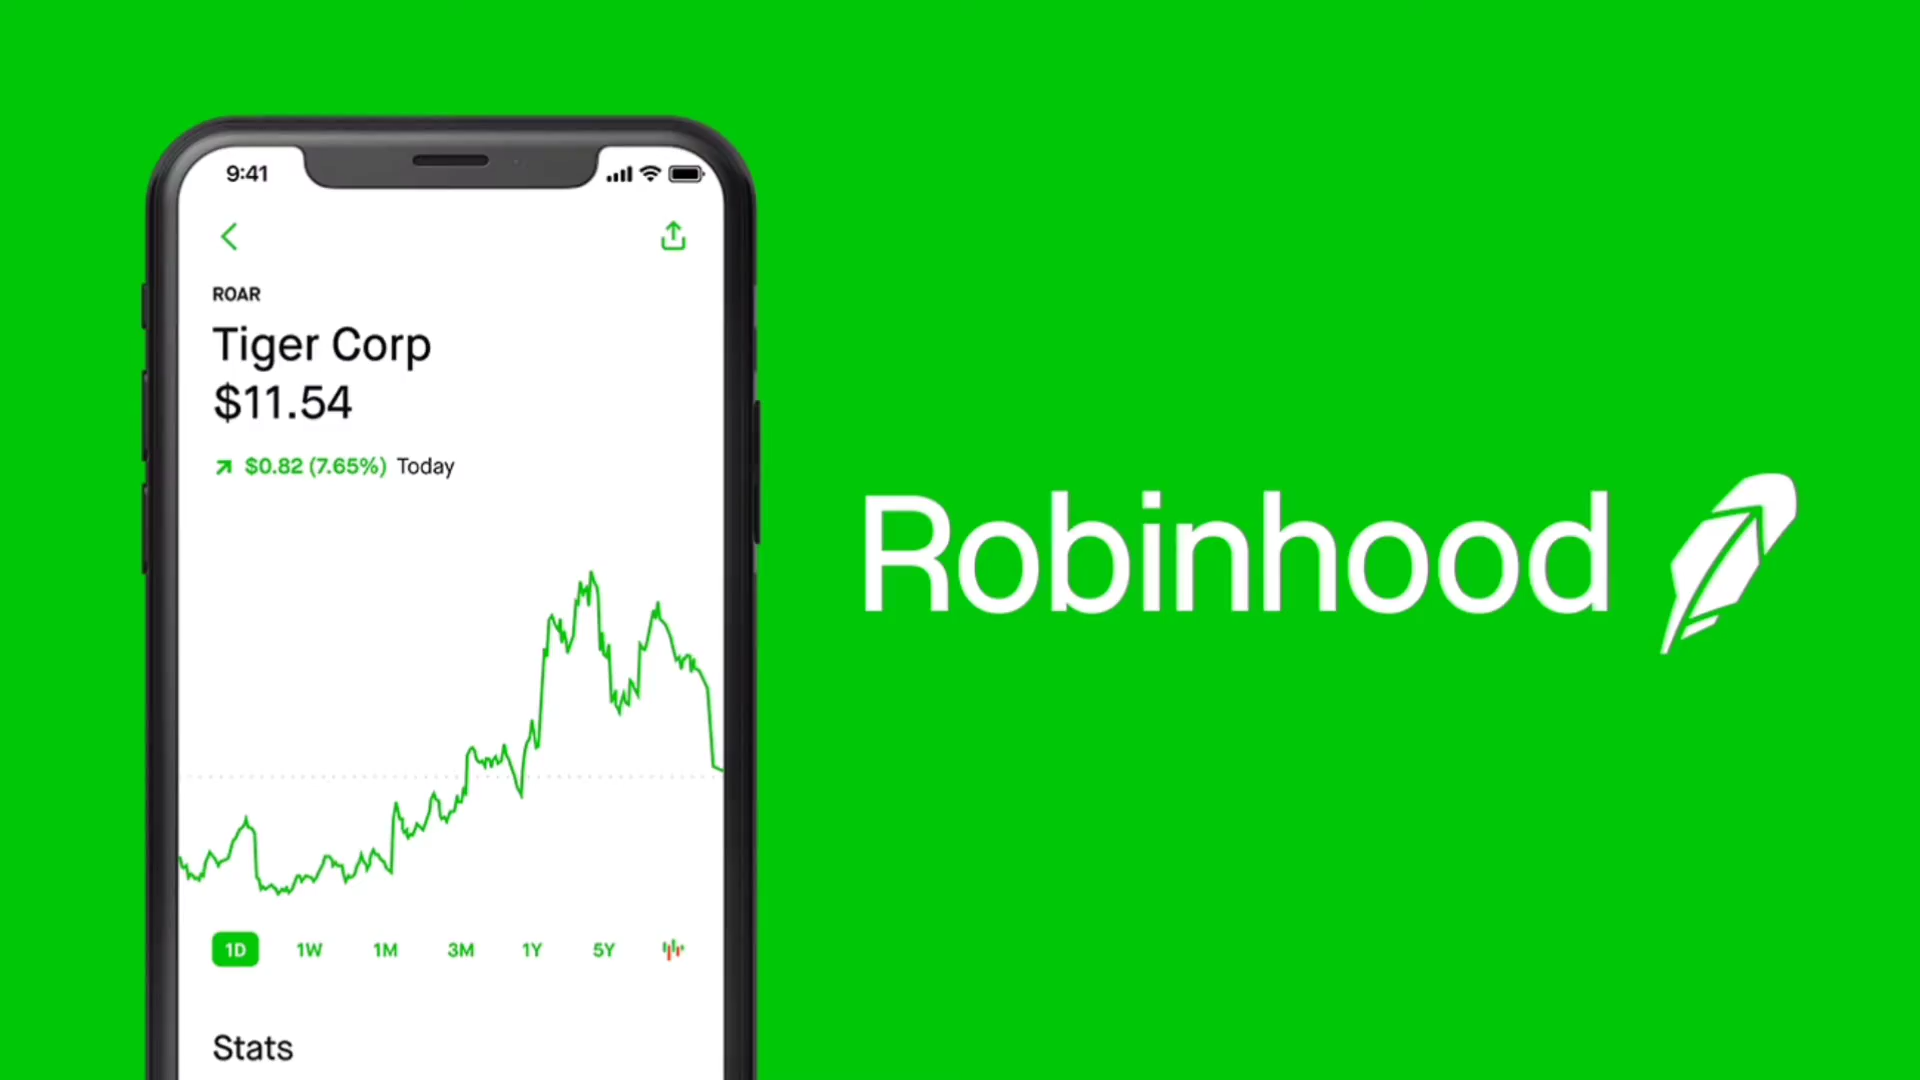 9:41
ROAR
Tiger Corp
$11.54
$0.82 (7.65%) Today
1D 1W 1M 3M 1Y 5Y
Stats
Robinhood